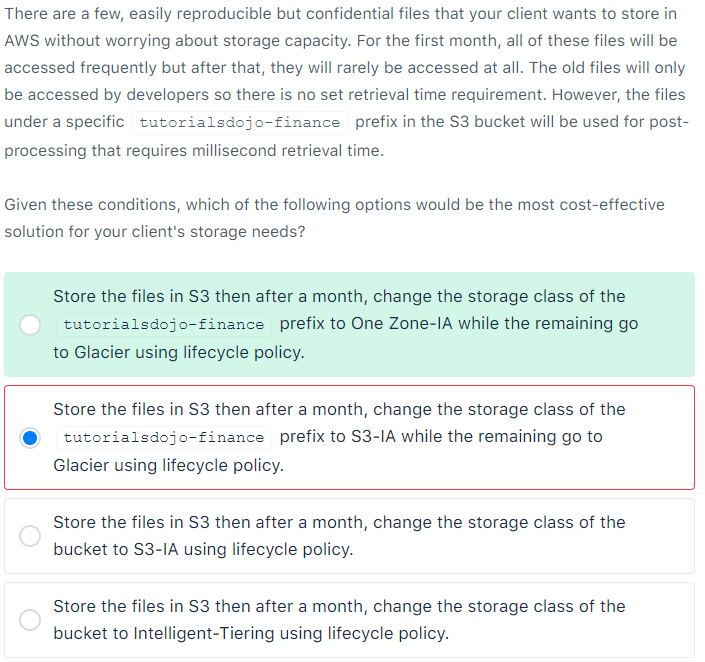 There are a few, easily reproducible but confidential files that your client wants to store in
AWS without worrying about storage capacity. For the first month, all of these files will be
accessed frequently but after that, they will rarely be accessed at all. The old files will only
be accessed by developers so there is no set retrieval time requirement. However, the files
under a specific tutorialsdojo-finance prefix in the S3 bucket will be used for post-
processing that requires millisecond retrieval time.
Given these conditions, which of the following options would be the most cost-effective
solution for your client's storage needs?
Store the files in S3 then after a month, change the storage class of the
tutorialsdojo-finance prefix to One Zone-IA while the remaining go
to Glacier using lifecycle policy.
Store the files in S3 then after a month, change the storage class of the
tutorialsdojo-finance prefix to S3-IA while the remaining go to
Glacier using lifecycle policy.
Store the files in S3 then after a month, change the storage class of the
bucket to S3-IA using lifecycle policy.
Store the files in S3 then after a month, change the storage class of the
bucket to Intelligent-Tiering using lifecycle policy.